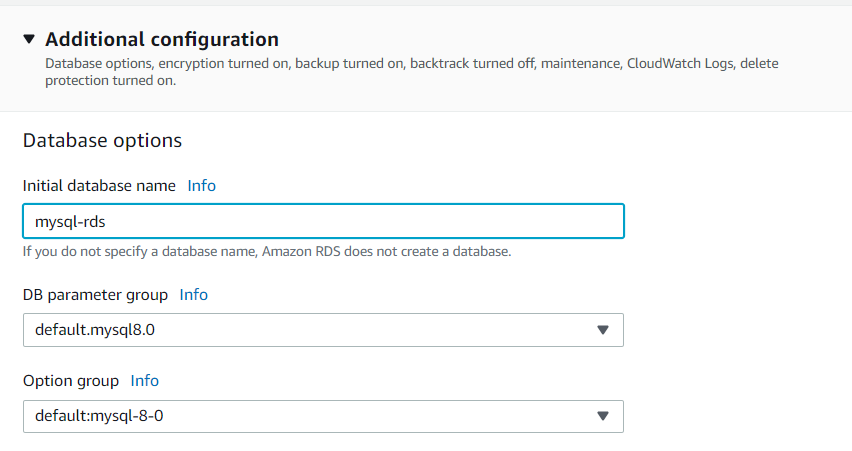 Additional configuration
Database options, encryption turned on, backup turned on, backtrack turned off, maintenance, CloudWatch Logs, delete
protection turned on.
Database options
Initial database name Info
mysql-rds
If you do not specify a database name, Amazon RDS does not create a database.
DB parameter group Info
default.mysql8.0
Option group Info
default:mysql-8-0